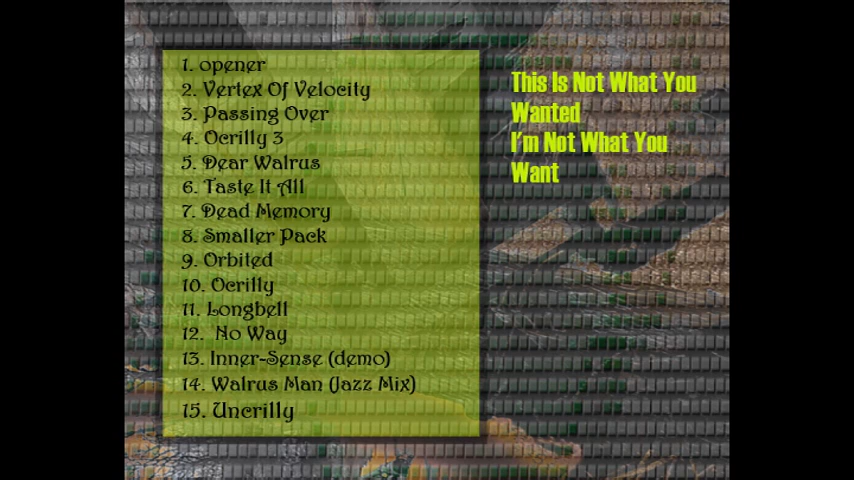 1. opener
2. Vertex Of Velocity
3. Passing Over
4. Ocrilly 3
5. Dear Walrus
6. Taste It All
7. Dead Memory
8. Smaller Pack
9. Orbited
10. Ocrilly
11. Longbell
12. No Way
13. Inner-Sense (demo)
14. Walrus Man (Jazz Mix)
15. Uncrilly
This Is Not What You
Wanted
I'm Not What You
Want